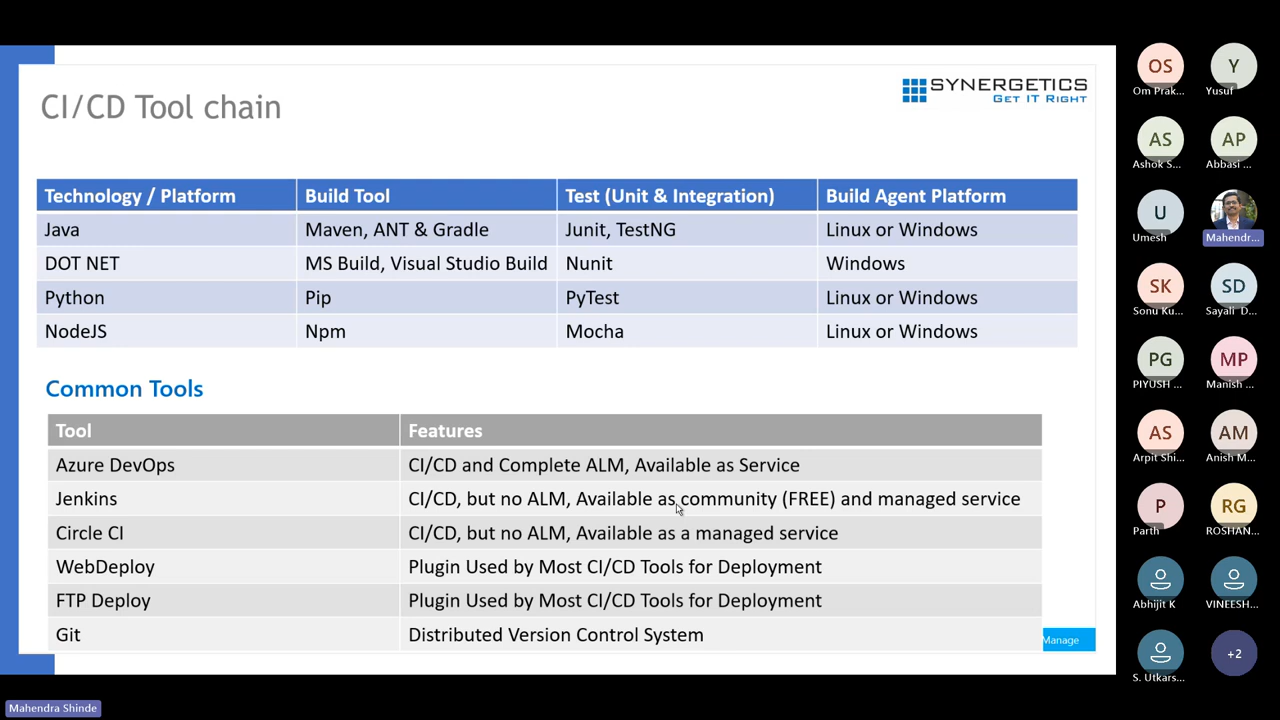 CI/CD Tool chain
SYNERGETICS
GET IT RIGHT
Technology / Platform Build Tool Test (Unit & Integration) Build Agent Platform
Java Maven, ANT & Gradle Junit, TestNG Linux or Windows
DOT NET MS Build, Visual Studio Build Nunit Windows
Python Pip PyTest Linux or Windows
NodeJS Npm Mocha Linux or Windows
Common Tools
Tool Features
Azure DevOps CI/CD and Complete ALM, Available as Service
Jenkins CI/CD, but no ALM, Available as community (FREE) and managed service
Circle CI CI/CD, but no ALM, Available as a managed service
WebDeploy Plugin Used by Most CI/CD Tools for Deployment
FTP Deploy Plugin Used by Most CI/CD Tools for Deployment
Git Distributed Version Control System
Manage
OS Y
Om Prak... Yusuf
AS AP
Ashok S... Abbasi ...
U
Umesh Mahendr...
SK SD
Sonu Ku... Sayali D...
PG MP
PIYUSH ... Manish ...
AS AM
Arpit Shi... Anish M...
P RG
Parth ROSHAN...
Abhijit K VINEESH...
+2
S. Utkars...
Mahendra Shinde